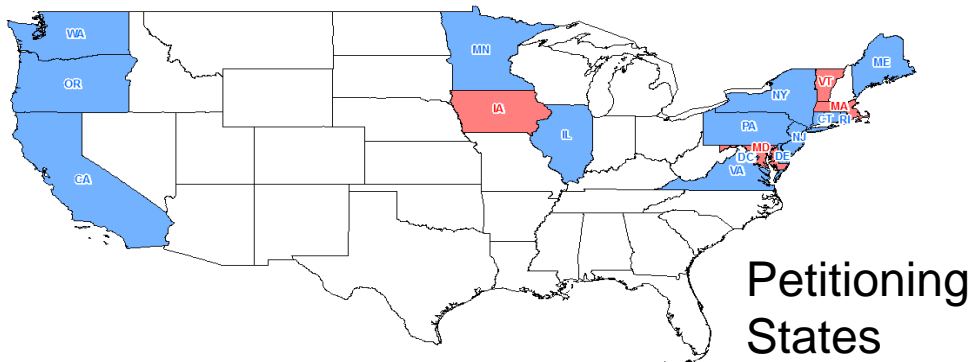 WA
MN
ME
OR
VT
NY
IA
MA
CT
RI
IL
PA
NJ
MD
DC
DE
VA
CA
Petitioning
States